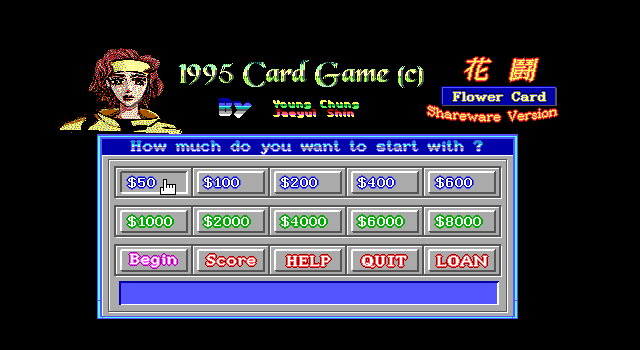 1995 Card Game (c)
By Young Chung
Jaeyui Shin
花 鬪
Flower Card
Shareware Version
How much do you want to start with ?
$50 $100 $200 $400 $600
$1000 $2000 $4000 $6000 $8000
Begin Score HELP QUIT LOAN